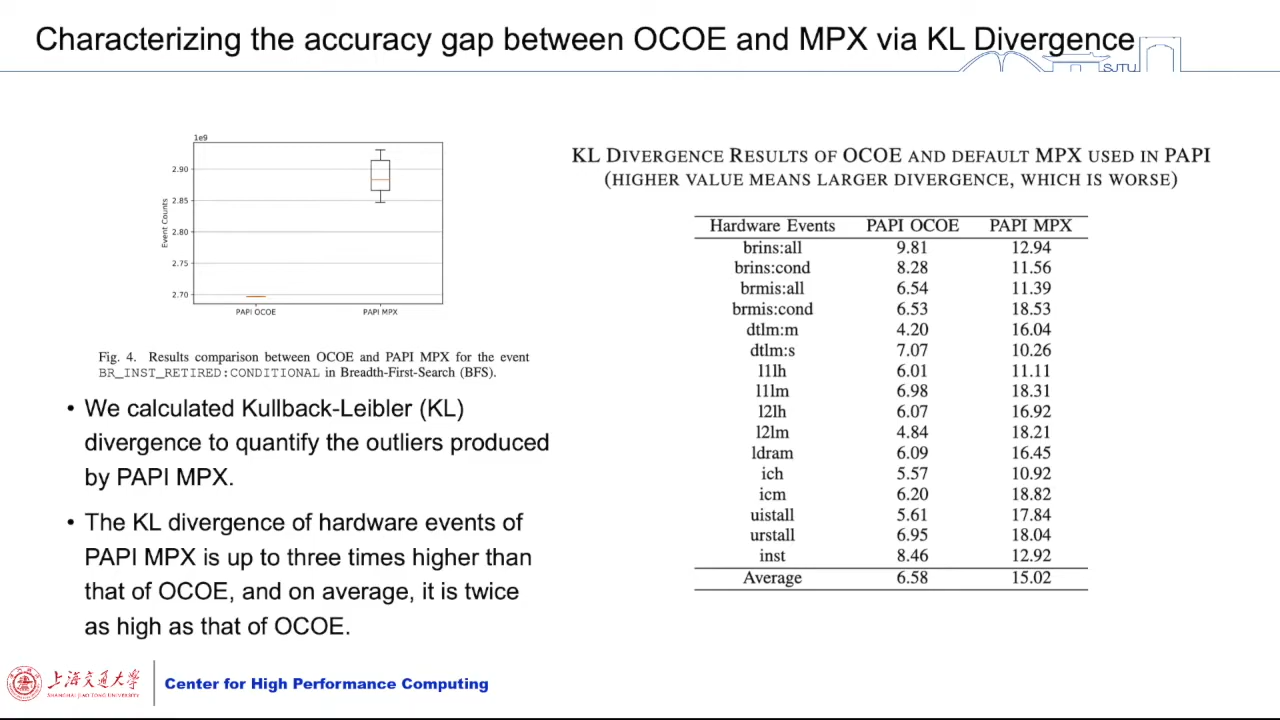 Characterizing the accuracy gap between OCOE and MPX via KL Divergence
SJTU
1e9
2.90
2.85
2.80
2.75
2.70
Event Counts
PAPI OCOE PAPI MPX
Fig. 4. Results comparison between OCOE and PAPI MPX for the event
BR_INST_RETIRED:CONDITIONAL in Breadth-First-Search (BFS).
• We calculated Kullback-Leibler (KL)
divergence to quantify the outliers produced
by PAPI MPX.
• The KL divergence of hardware events of
PAPI MPX is up to three times higher than
that of OCOE, and on average, it is twice
as high as that of OCOE.
KL DIVERGENCE RESULTS OF OCOE AND DEFAULT MPX USED IN PAPI
(HIGHER VALUE MEANS LARGER DIVERGENCE, WHICH IS WORSE)
Hardware Events PAPI OCOE PAPI MPX
brins:all 9.81 12.94
brins:cond 8.28 11.56
brmis:all 6.54 11.39
brmis:cond 6.53 18.53
dtlm:m 4.20 16.04
dtlm:s 7.07 10.26
l1lh 6.01 11.11
l1lm 6.98 18.31
l2lh 6.07 16.92
l2lm 4.84 18.21
ldram 6.09 16.45
ich 5.57 10.92
icm 6.20 18.82
uistall 5.61 17.84
urstall 6.95 18.04
inst 8.46 12.92
Average 6.58 15.02
上海交通大学
SHANGHAI JIAO TONG UNIVERSITY
Center for High Performance Computing